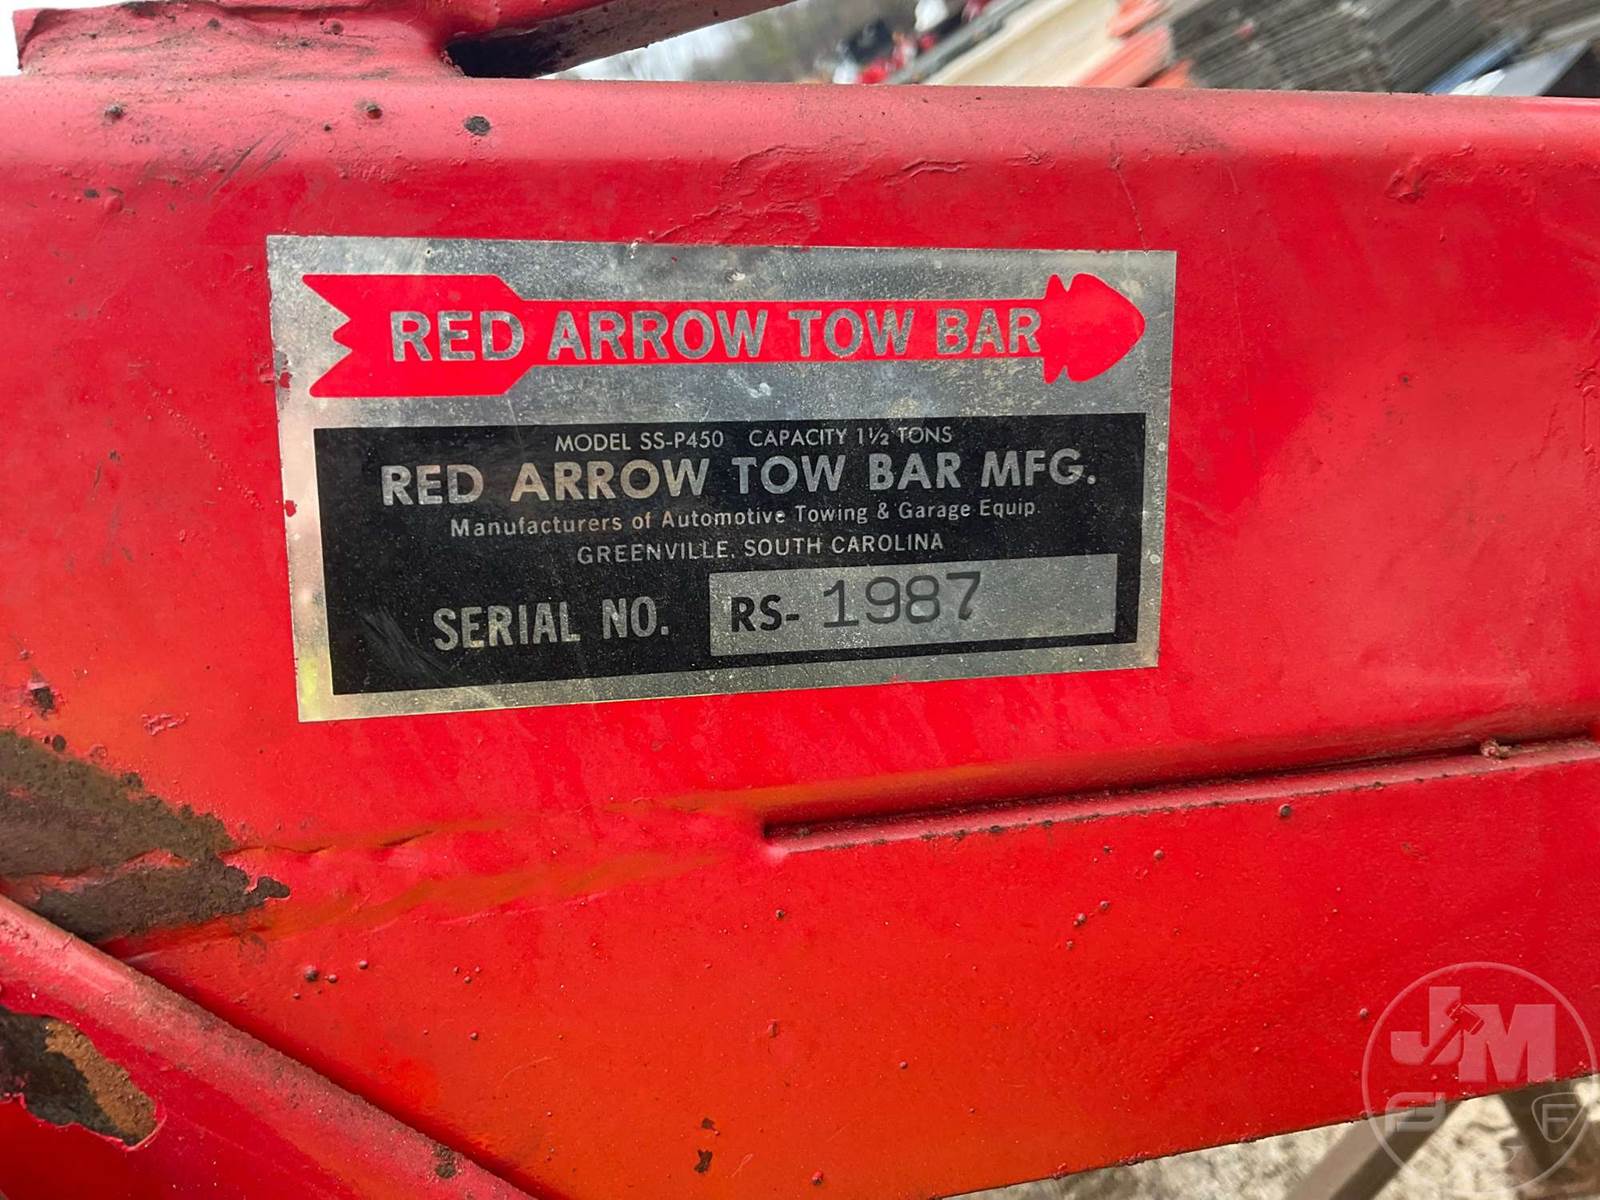 RED ARROW TOW BAR
MODEL SS-P450 CAPACITY 1½ TONS
RED ARROW TOW BAR MFG.
Manufacturers of Automotive Towing & Garage Equip.
GREENVILLE, SOUTH CAROLINA
SERIAL NO. RS- 1987
JM